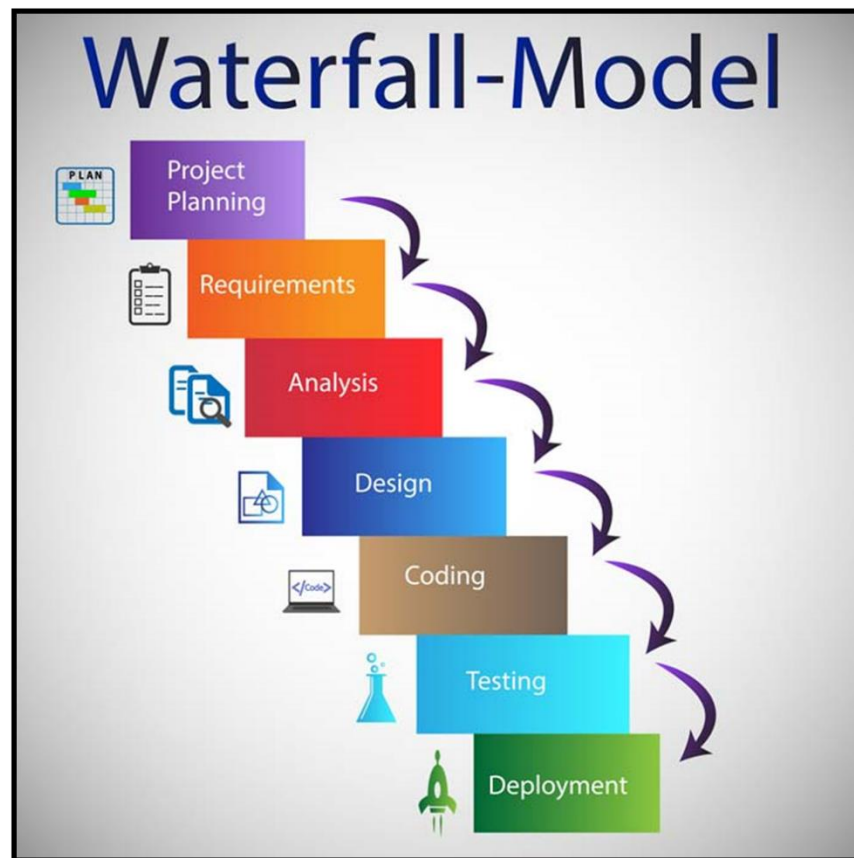 Waterfall-Model
PLAN
Project
Planning
Requirements
Analysis
Design
</Code>
Coding
Testing
Deployment